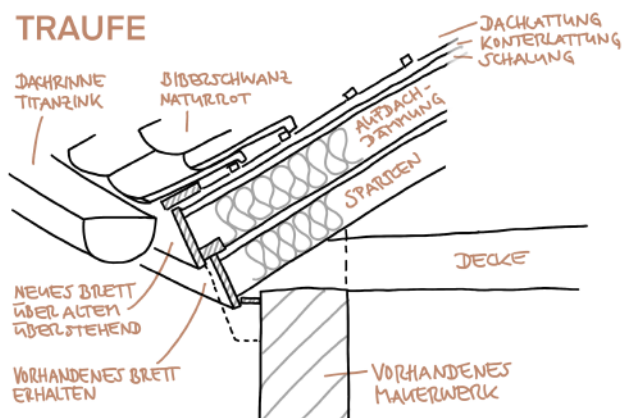 TRAUFE
DACHRINNE
TITANZINK
BIBERSCHWANZ
NATURROT
DACHLATTUNG
KONTERLATTUNG
SCHALUNG
AUFDACH-
DÄMMUNG
SPARREN
DECKE
NEUES BRETT
ÜBER ALTEM
ÜBERSTEHEND
VORHANDENES BRETT
ERHALTEN
VORHANDENES
MAUERWERK